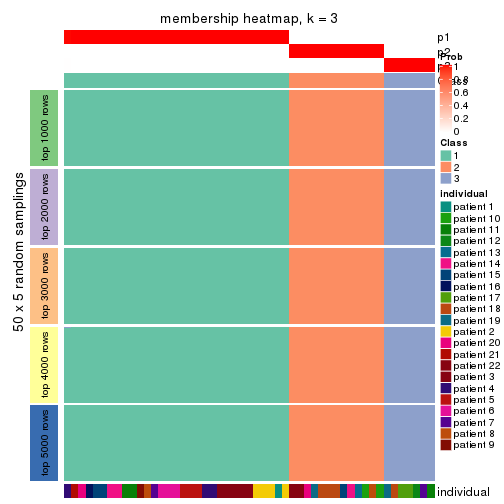 membership heatmap, k = 3
p1
p2
Prob
1
0.8
0.6
0.4
0.2
0
Class
1
2
3
individual
patient 1
patient 10
patient 11
patient 12
patient 13
patient 14
patient 15
patient 16
patient 17
patient 18
patient 19
patient 2
patient 20
patient 21
patient 22
patient 3
patient 4
patient 5
patient 6
patient 7
patient 8
patient 9
50 x 5 random samplings
top 1000 rows
top 2000 rows
top 3000 rows
top 4000 rows
top 5000 rows
individual